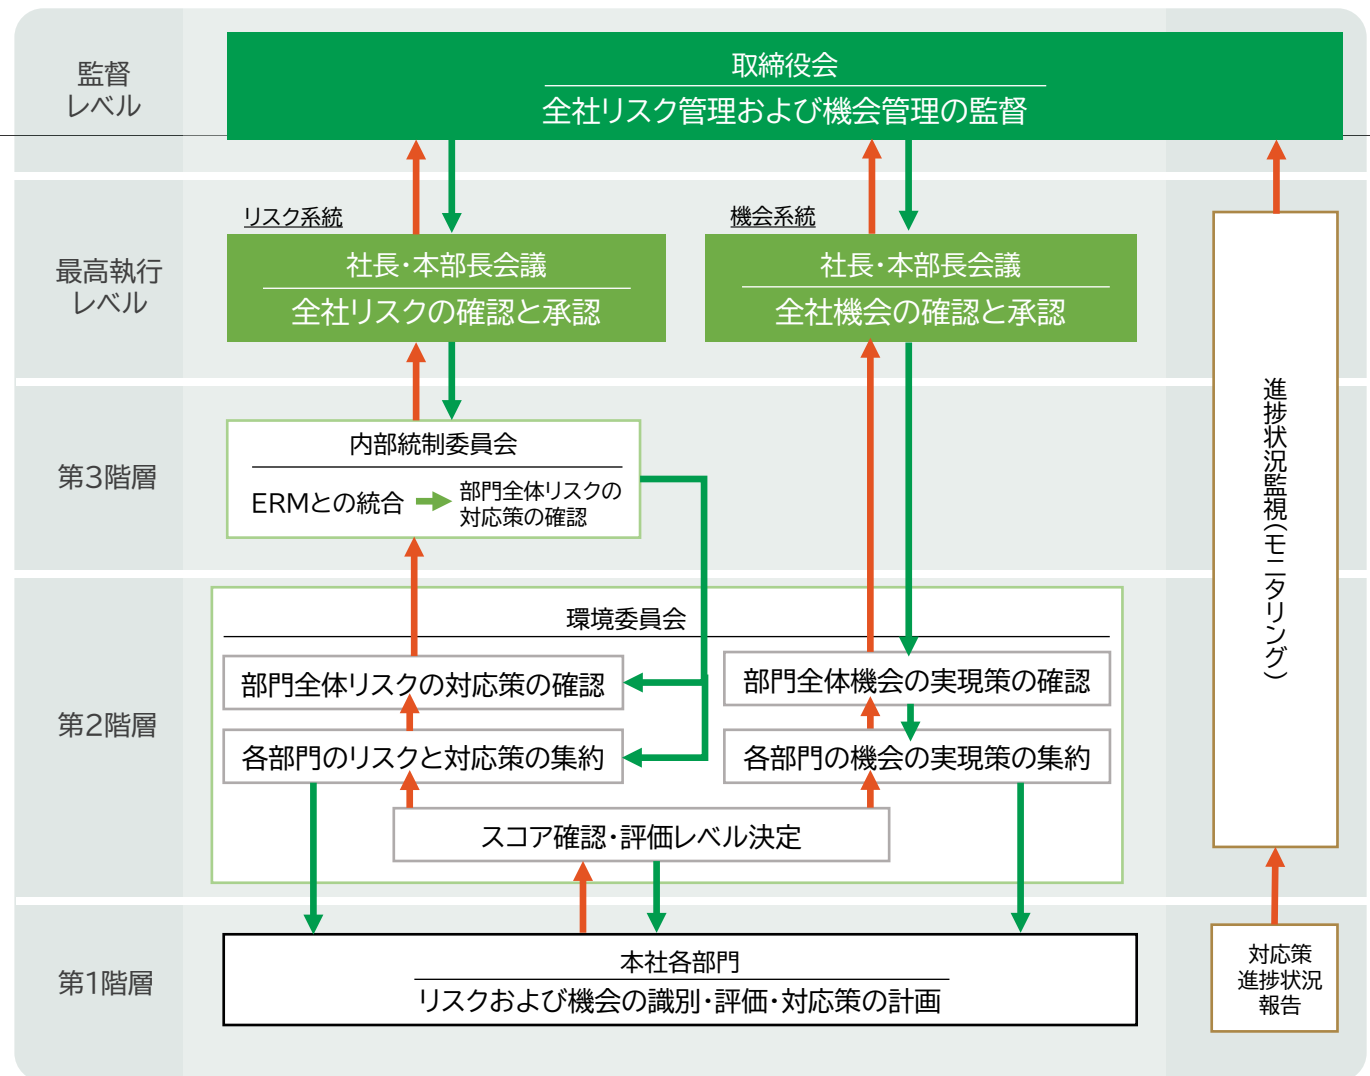 監督
レベル
取締役会
全社リスク管理および機会管理の監督
最高執行
レベル
リスク系統
社長・本部長会議
全社リスクの確認と承認
機会系統
社長・本部長会議
全社機会の確認と承認
第3階層
内部統制委員会
ERMとの統合
部門全体リスクの
対応策の確認
第2階層
環境委員会
部門全体リスクの対応策の確認
部門全体機会の実現策の確認
各部門のリスクと対応策の集約
各部門の機会の実現策の集約
スコア確認・評価レベル決定
第1階層
本社各部門
リスクおよび機会の識別・評価・対応策の計画
進捗状況監視(モニタリング)
対応策
進捗状況
報告